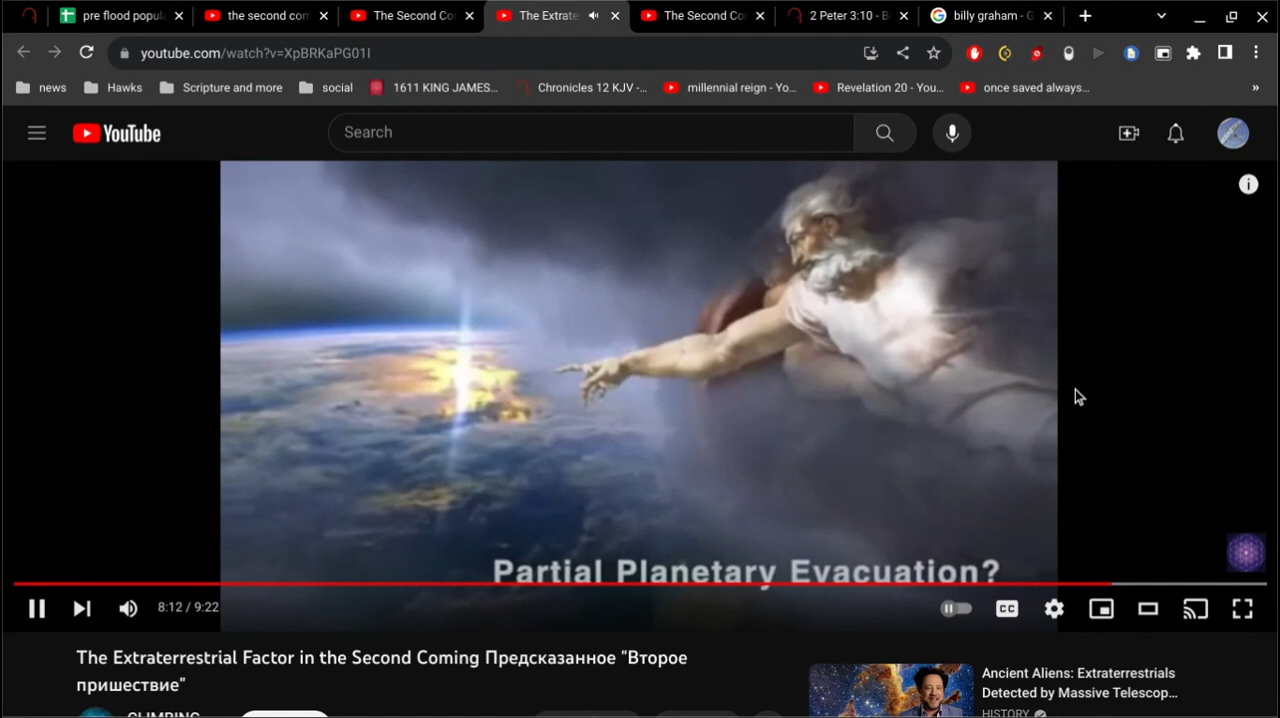 pre flood popul
the second com
The Second Co
The Extrate
The Second Co
2 Peter 3:10 - B
billy graham - G
youtube.com/watch?v=XpBRKaPG01I
news
Hawks
Scripture and more
social
1611 KING JAMES...
Chronicles 12 KJV -...
millennial reign - Yo...
Revelation 20 - You...
once saved always...
»
YouTube
Search
Partial Planetary Evacuation?
8:12 / 9:22
CC
The Extraterrestrial Factor in the Second Coming Предсказанное "Второе
пришествие"
Ancient Aliens: Extraterrestrials
Detected by Massive Telescop...
HISTORY
CLIMBING